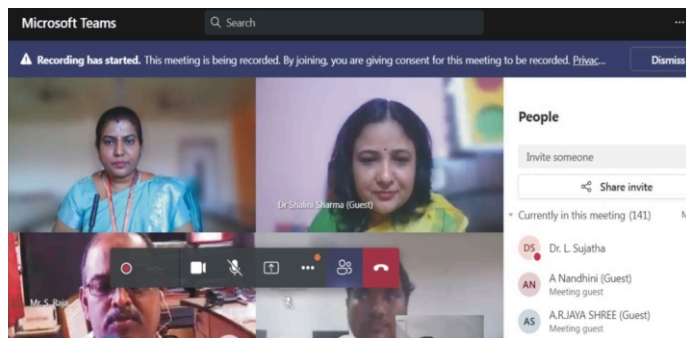 Microsoft Teams
Search
Recording has started. This meeting is being recorded. By joining, you are giving consent for this meeting to be recorded. Privac...
Dismiss
People
Invite someone
Share invite
Currently in this meeting (141)
M
Dr Shalini Sharma (Guest)
Mr. S. Raja
DS
Dr. L. Sujatha
AN
A Nandhini (Guest)
Meeting guest
AS
A.R.JAYA SHREE (Guest)
Meeting guest